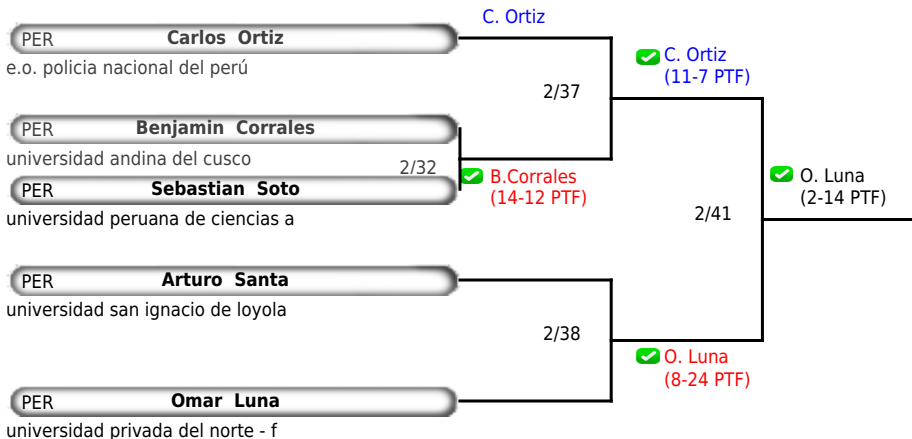 C. Ortiz
PER Carlos Ortiz
e.o. policia nacional del perú
C. Ortiz
(11-7 PTF)
2/37
PER Benjamin Corrales
universidad andina del cusco
2/32
B.Corrales
(14-12 PTF)
PER Sebastian Soto
universidad peruana de ciencias a
O. Luna
(2-14 PTF)
2/41
PER Arturo Santa
universidad san ignacio de loyola
2/38
O. Luna
(8-24 PTF)
PER Omar Luna
universidad privada del norte - f